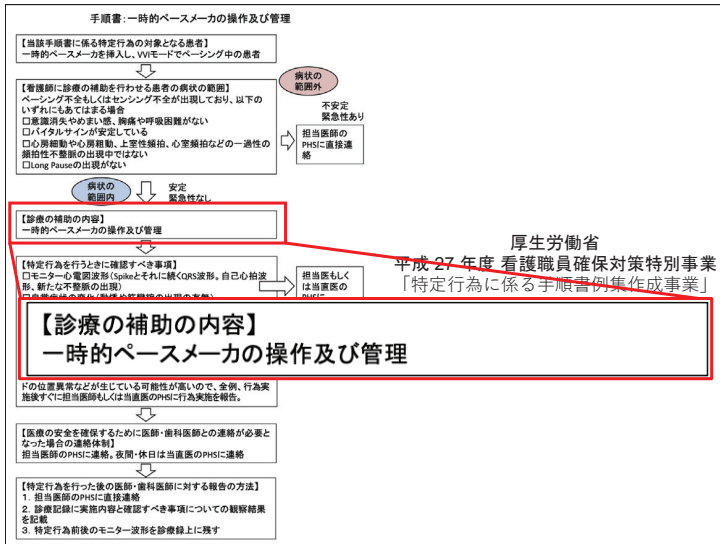 手順書:一時的ペースメーカの操作及び管理
【当該手順書に係る特定行為の対象となる患者】
一時的ペースメーカを挿入し、VVIモードでペーシング中の患者
【看護師に診療の補助を行わせる患者の病状の範囲】
ペーシング不全もしくはセンシング不全が出現しており、以下の
いずれにもあてはまる場合
□意識消失やめまい感、胸痛や呼吸困難がない
□バイタルサインが安定している
□心房細動や心房粗動、上室性頻拍、心室頻拍などの一過性の
頻拍性不整脈の出現中ではない
□Long Pauseの出現がない
病状の
範囲外
不安定
緊急性あり
担当医師の
PHSに直接連
絡
病状の
範囲内
安定
緊急性なし
【診療の補助の内容】
一時的ペースメーカの操作及び管理
【特定行為を行うときに確認すべき事項】
□モニター心電図波形(Spikeとそれに続くQRS波形。自己心拍波
形、新たな不整脈の出現)
担当医もしく
は当直医の
PHSに
厚生労働省
平成 27 年度 看護職員確保対策特別事業
「特定行為に係る手順書例集作成事業」
【診療の補助の内容】
一時的ペースメーカの操作及び管理
ドの位置異常などが生じている可能性が高いので、全例、行為実
施後すぐに担当医師もしくは当直医のPHSに行為実施を報告。
【医療の安全を確保するために医師・歯科医師との連絡が必要と
なった場合の連絡体制】
担当医師のPHSに連絡。夜間・休日は当直医のPHSに連絡
【特定行為を行った後の医師・歯科医師に対する報告の方法】
1. 担当医師のPHSに直接連絡
2. 診療記録に実施内容と確認すべき事項についての観察結果
を記載
3. 特定行為前後のモニター波形を診療録上に残す